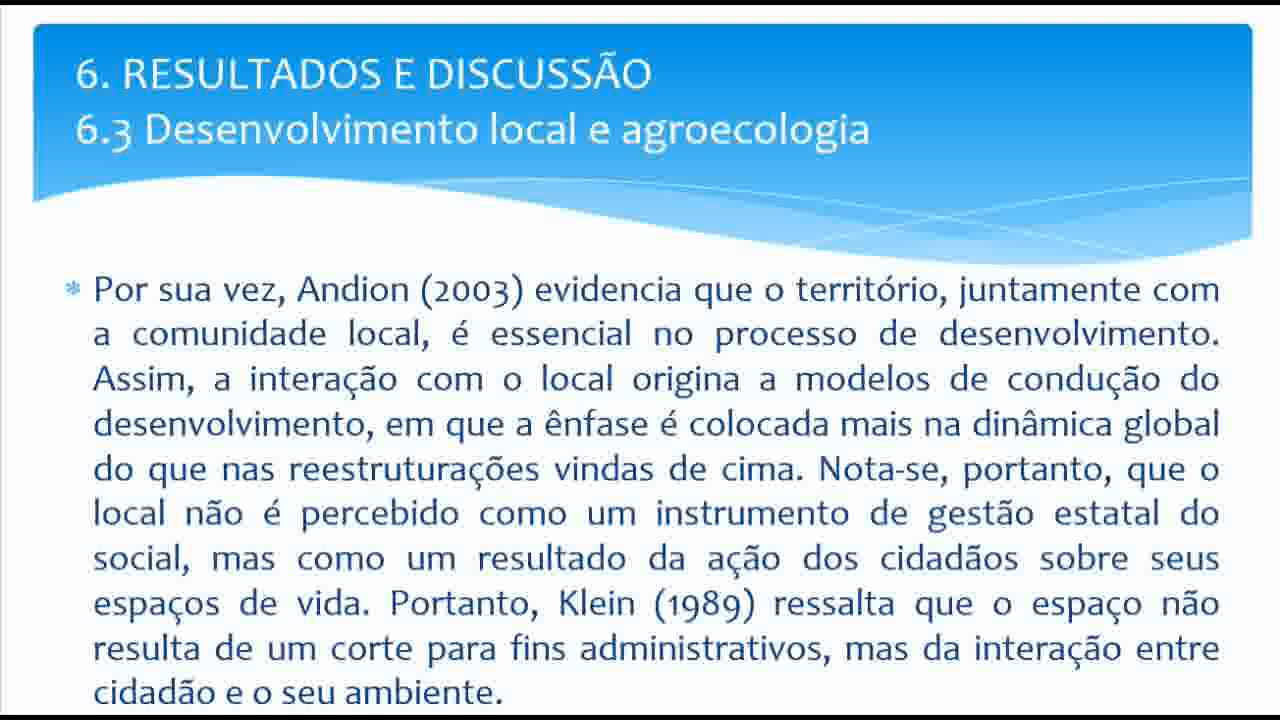 6. RESULTADOS E DISCUSSÃO
6.3 Desenvolvimento local e agroecologia
Por sua vez, Andion (2003) evidencia que o território, juntamente com
a comunidade local, é essencial no processo de desenvolvimento.
Assim, a interação com o local origina a modelos de condução do
desenvolvimento, em que a ênfase é colocada mais na dinâmica global
do que nas reestruturações vindas de cima. Nota-se, portanto, que o
local não é percebido como um instrumento de gestão estatal do
social, mas como um resultado da ação dos cidadãos sobre seus
espaços de vida. Portanto, Klein (1989) ressalta que o espaço não
resulta de um corte para fins administrativos, mas da interação entre
cidadão e o seu ambiente.